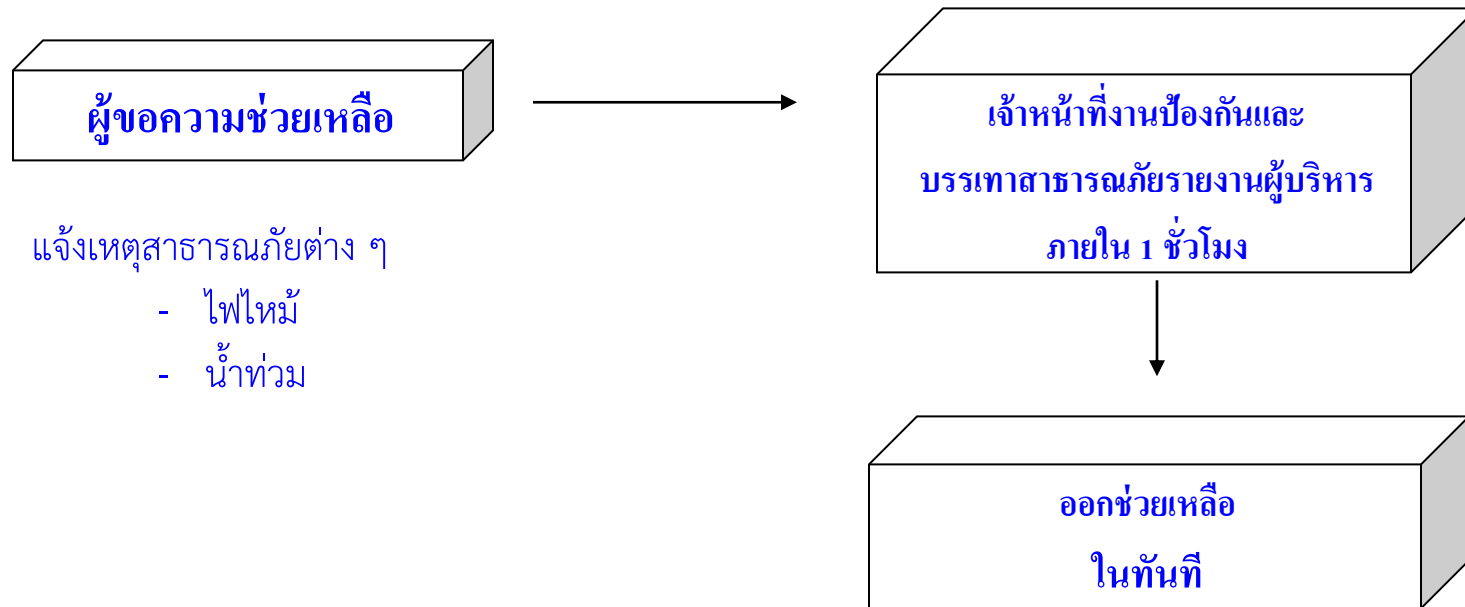 ผู้ขอความช่วยเหลือ
แจ้งเหตุสาธารณภัยต่าง ๆ
- ไฟไหม้
- น้ำท่วม
เจ้าหน้าที่งานป้องกันและ
บรรเทาสาธารณภัยรายงานผู้บริหาร
ภายใน 1 ชั่วโมง
ออกช่วยเหลือ
ในทันที